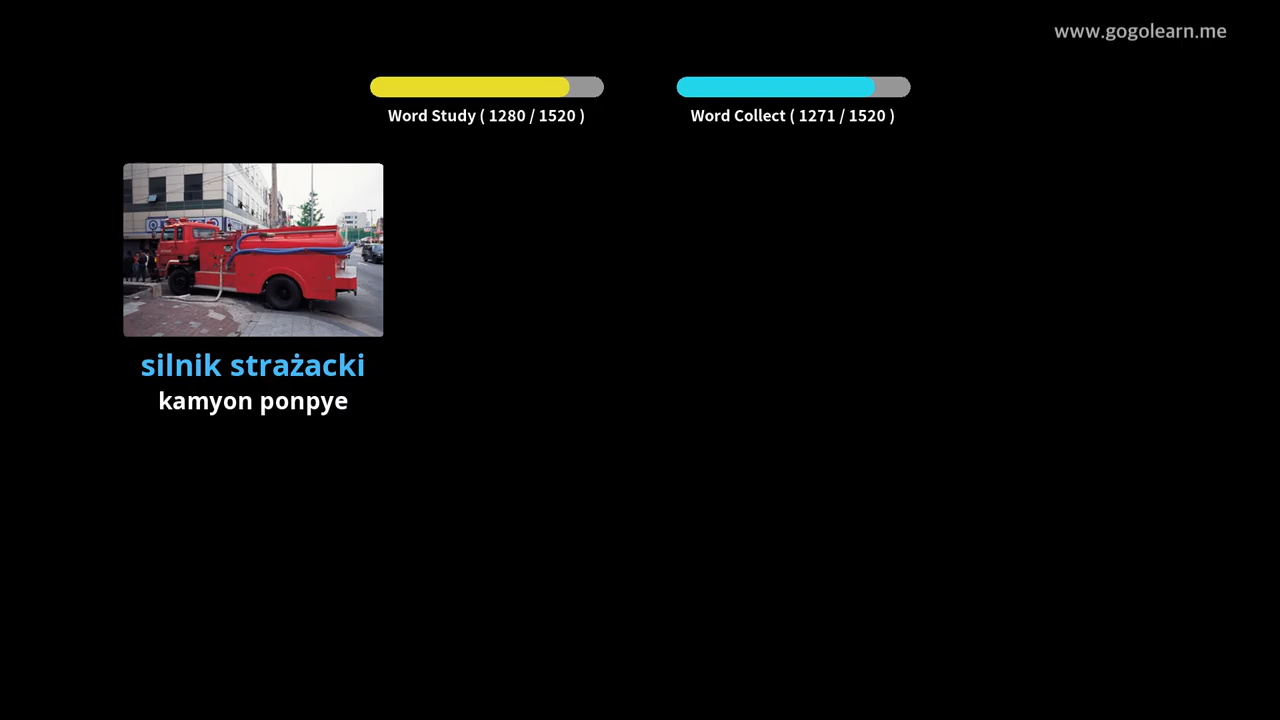 www.gogolearn.me
Word Study ( 1280 / 1520 )
Word Collect ( 1271 / 1520 )
silnik strażacki
kamyon ponpye